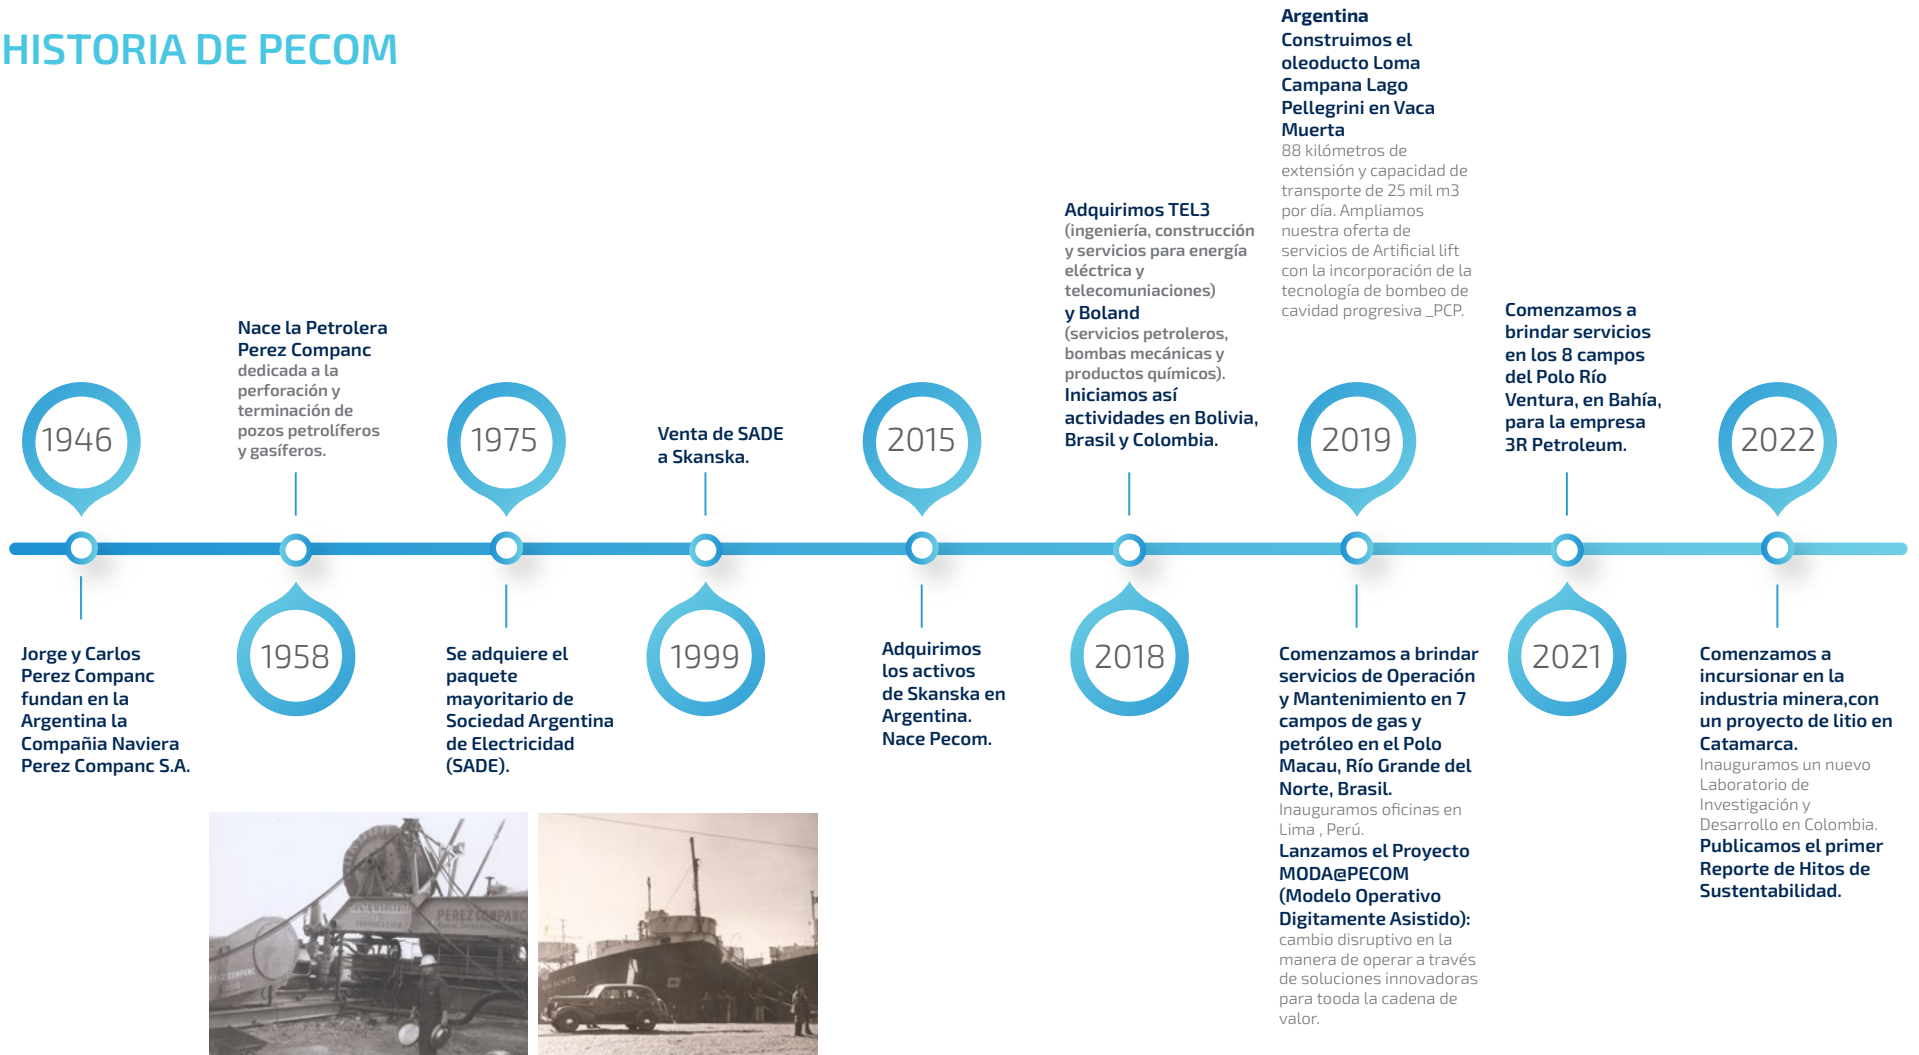 HISTORIA DE PECOM
1946
Jorge y Carlos
Perez Companc
fundan en la
Argentina la
Compañia Naviera
Perez Companc S.A.
Nace la Petrolera
Perez Companc
dedicada a la
perforación y
terminación de
pozos petrolíferos
y gasíferos.
1958
1975
Se adquiere el
paquete
mayoritario de
Sociedad Argentina
de Electricidad
(SADE).
Venta de SADE
a Skanska.
1999
2015
Adquirimos
los activos
de Skanska en
Argentina.
Nace Pecom.
Adquirimos TEL3
(ingeniería, construcción
y servicios para energía
eléctrica y
telecomuniaciones)
y Boland
(servicios petroleros,
bombas mecánicas y
productos químicos).
Iniciamos así
actividades en Bolivia,
Brasil y Colombia.
2018
Argentina
Construimos el
oleoducto Loma
Campana Lago
Pellegrini en Vaca
Muerta
88 kilómetros de
extensión y capacidad de
transporte de 25 mil m3
por día. Ampliamos
nuestra oferta de
servicios de Artificial lift
con la incorporación de la
tecnología de bombeo de
cavidad progresiva _PCP.
2019
Comenzamos a brindar
servicios de Operación
y Mantenimiento en 7
campos de gas y
petróleo en el Polo
Macau, Río Grande del
Norte, Brasil.
Inauguramos oficinas en
Lima , Perú.
Lanzamos el Proyecto
MODA@PECOM
(Modelo Operativo
Digitamente Asistido):
cambio disruptivo en la
manera de operar a través
de soluciones innovadoras
para tooda la cadena de
valor.
Comenzamos a
brindar servicios
en los 8 campos
del Polo Río
Ventura, en Bahía,
para la empresa
3R Petroleum.
2021
2022
Comenzamos a
incursionar en la
industria minera,con
un proyecto de litio en
Catamarca.
Inauguramos un nuevo
Laboratorio de
Investigación y
Desarrollo en Colombia.
Publicamos el primer
Reporte de Hitos de
Sustentabilidad.
PEREZ COMPANC
PEREZ COMPANC